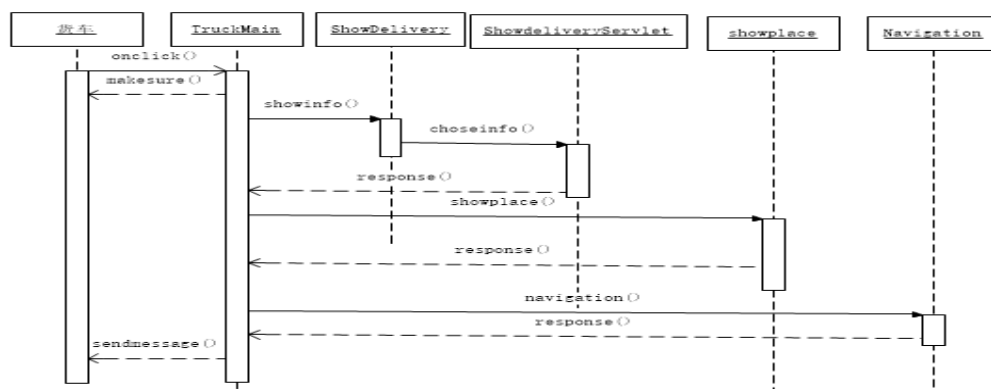 货车
TruckMain
ShowDelivery
ShowdeliveryServlet
showplace
Navigation
onclick()
makesure()
showinfo()
choseinfo()
response()
showplace()
response()
navigation()
response()
sendmessage()